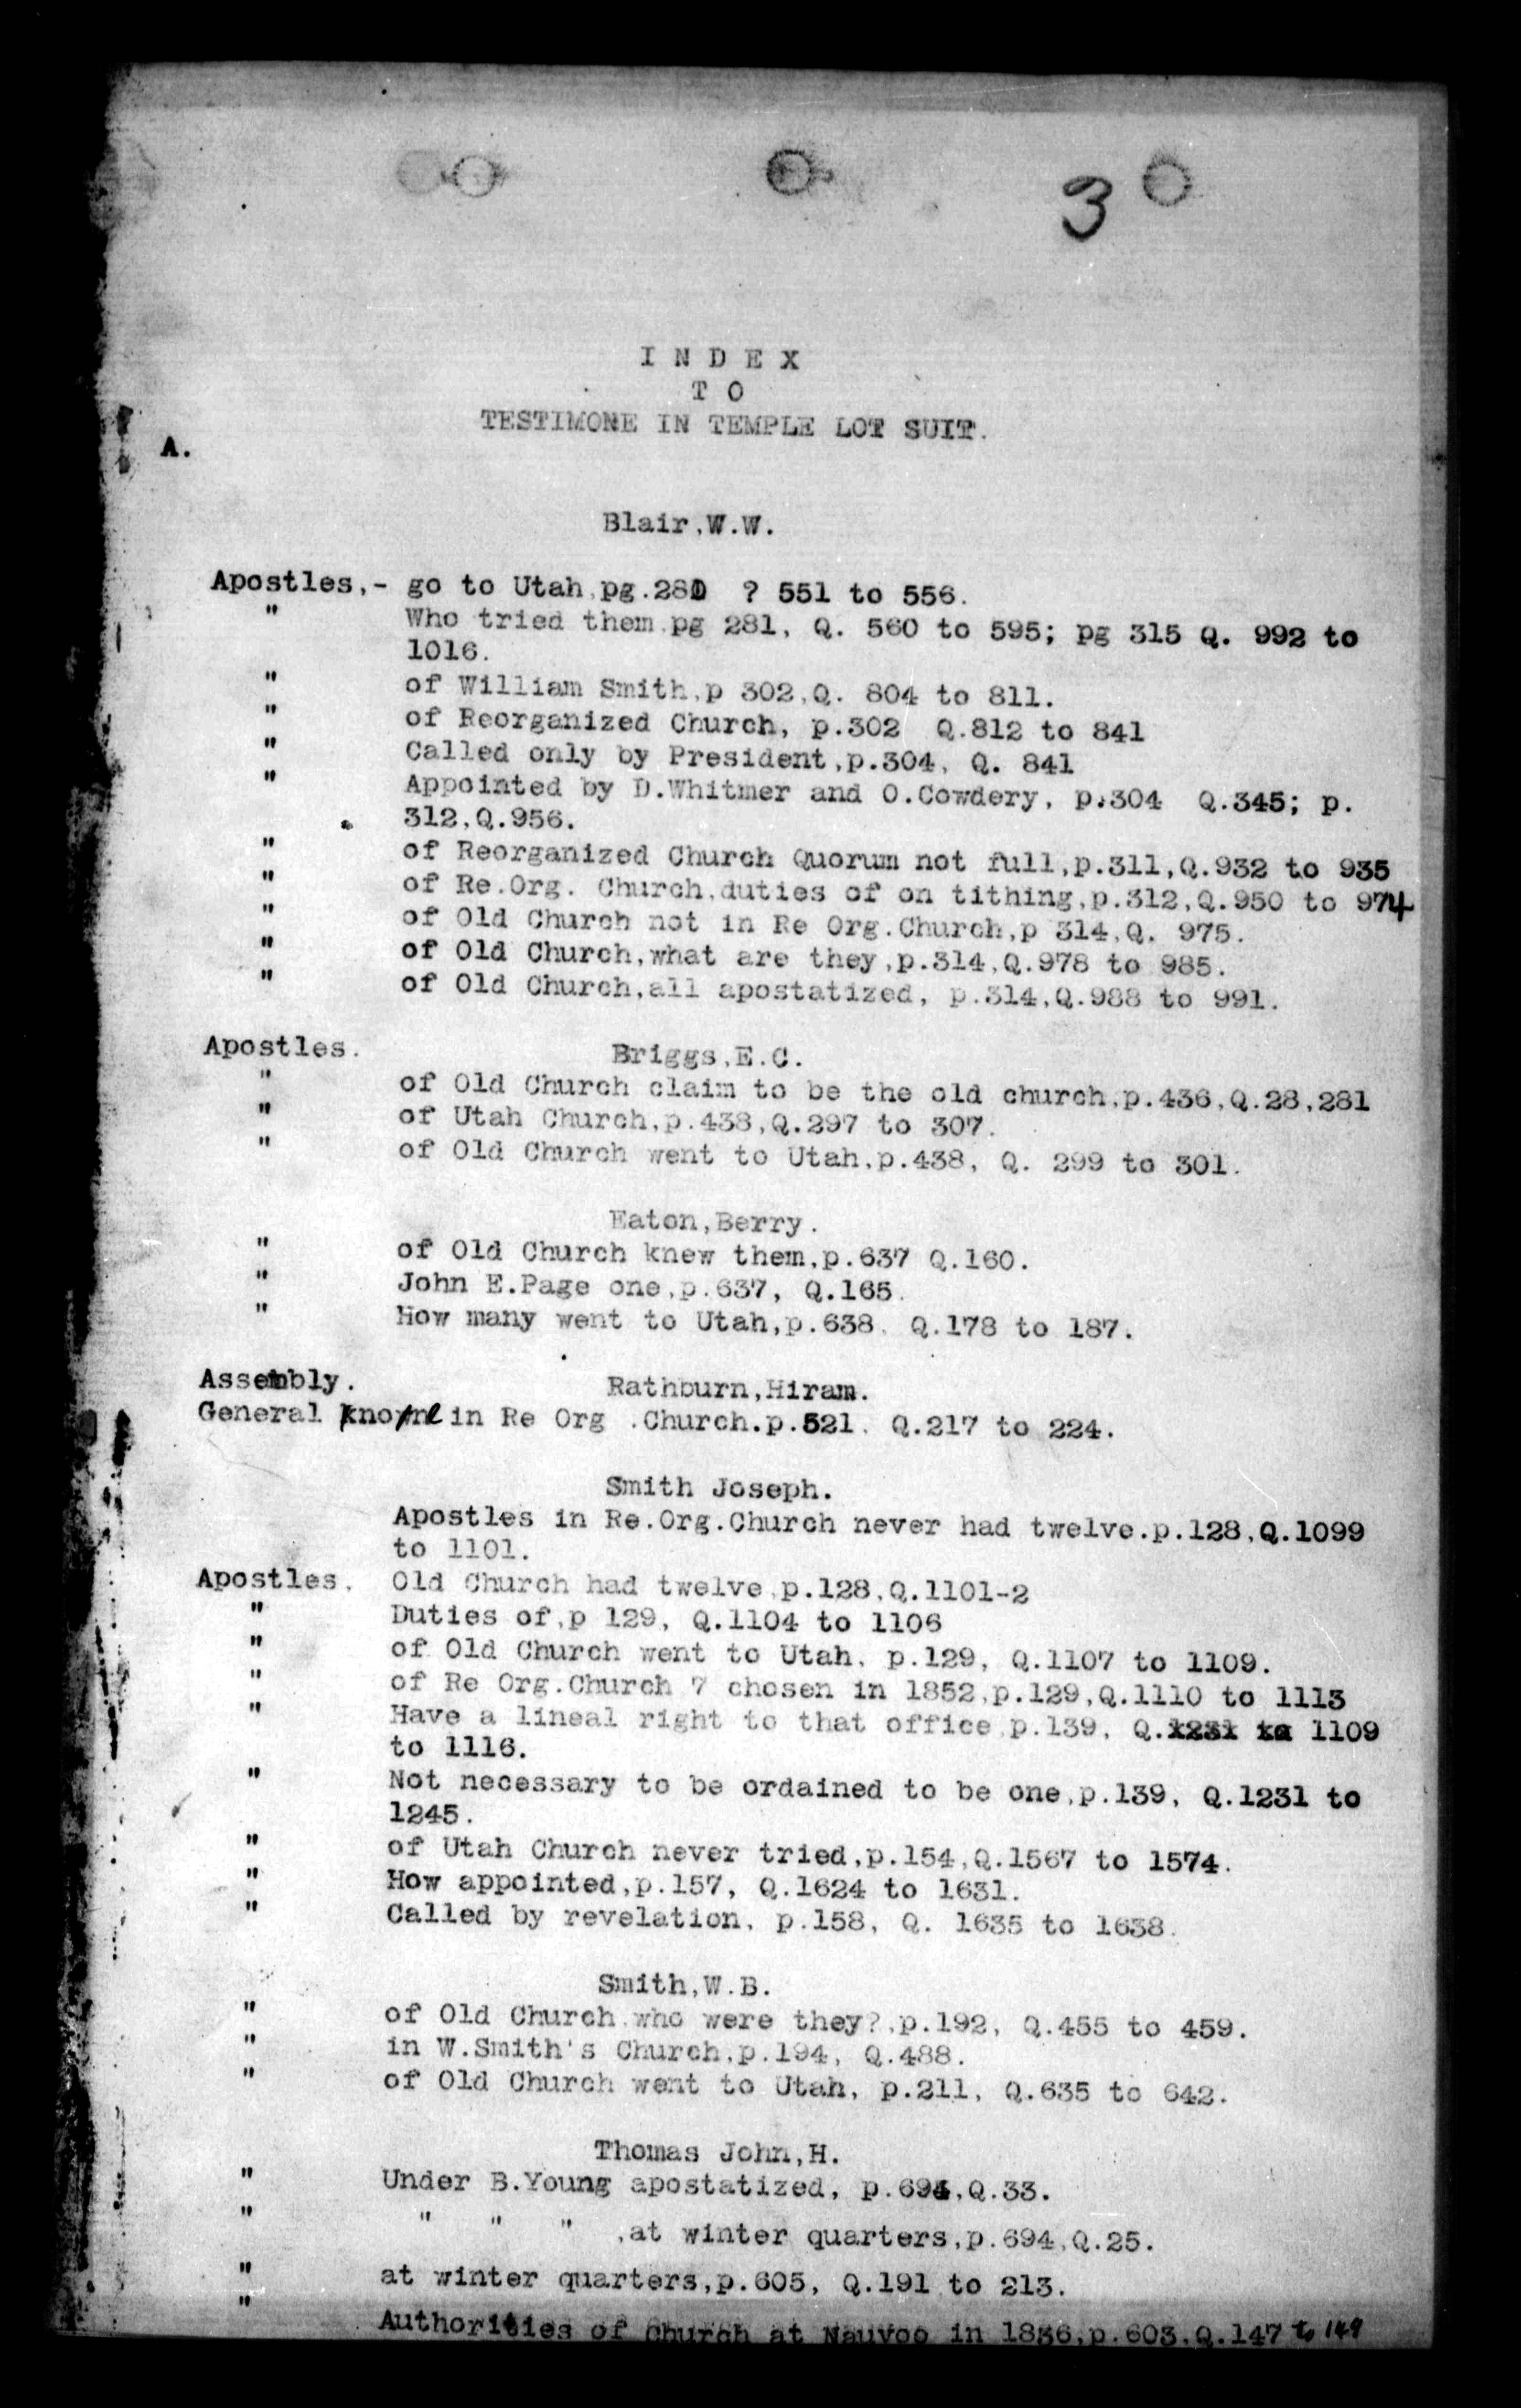 3
I N D E X
T O
TESTIMONE IN TEMPLE LOT SUIT.
A.
Blair,W.W.
Apostles,- go to Utah,pg.280 ? 551 to 556.
" Who tried them,pg 281, Q. 560 to 595; pg 315 Q. 992 to
1016.
" of William Smith,p 302,Q. 804 to 811.
" of Reorganized Church, p.302 Q.812 to 841
" Called only by President,p.304, Q. 841
" Appointed by D.Whitmer and O.Cowdery, p.304 Q.345; p.
312,Q.956.
" of Reorganized Church Quorum not full,p.311,Q.932 to 935
" of Re.Org. Church,duties of on tithing,p.312,Q.950 to 974
" of Old Church not in Re Org.Church,p 314,Q. 975.
" of Old Church,what are they,p.314,Q.978 to 985.
" of Old Church,all apostatized, p.314,Q.988 to 991.
Apostles. Briggs,E.C.
" of Old Church claim to be the old church,p.436,Q.28,281
" of Utah Church,p.438,Q.297 to 307.
" of Old Church went to Utah,p.438, Q. 299 to 301.
Eaton,Berry.
" of Old Church knew them,p.637 Q.160.
" John E.Page one,p.637, Q.165.
" How many went to Utah,p.638, Q.178 to 187.
Assembly. Rathburn,Hiram.
General in Re Org .Church.p.521, Q.217 to 224.
Smith Joseph.
Apostles in Re.Org.Church never had twelve.p.128,Q.1099
to 1101.
Apostles. Old Church had twelve,p.128,Q.1101-2
" Duties of,p 129, Q.1104 to 1106
" of Old Church went to Utah, p.129, Q.1107 to 1109.
" of Re Org.Church 7 chosen in 1852,p.129,Q.1110 to 1113
" Have a lineal right to that office,p.139, Q.1231 to 1109
to 1116.
" Not necessary to be ordained to be one,p.139, Q.1231 to
1245.
" of Utah Church never tried,p.154,Q.1567 to 1574.
" How appointed,p.157, Q.1624 to 1631.
" Called by revelation, p.158, Q. 1635 to 1638.
Smith,W.B.
" of Old Church,who were they?,p.192, Q.455 to 459.
" in W.Smith's Church,p.194, Q.488.
" of Old Church went to Utah, p.211, Q.635 to 642.
Thomas John,H.
" Under B.Young apostatized, p.694,Q.33.
" " " " ,at winter quarters,p.694,Q.25.
" at winter quarters,p.605, Q.191 to 213.
" Authorities of Church at Nauvoo in 1836,p.603,Q.147 to 149